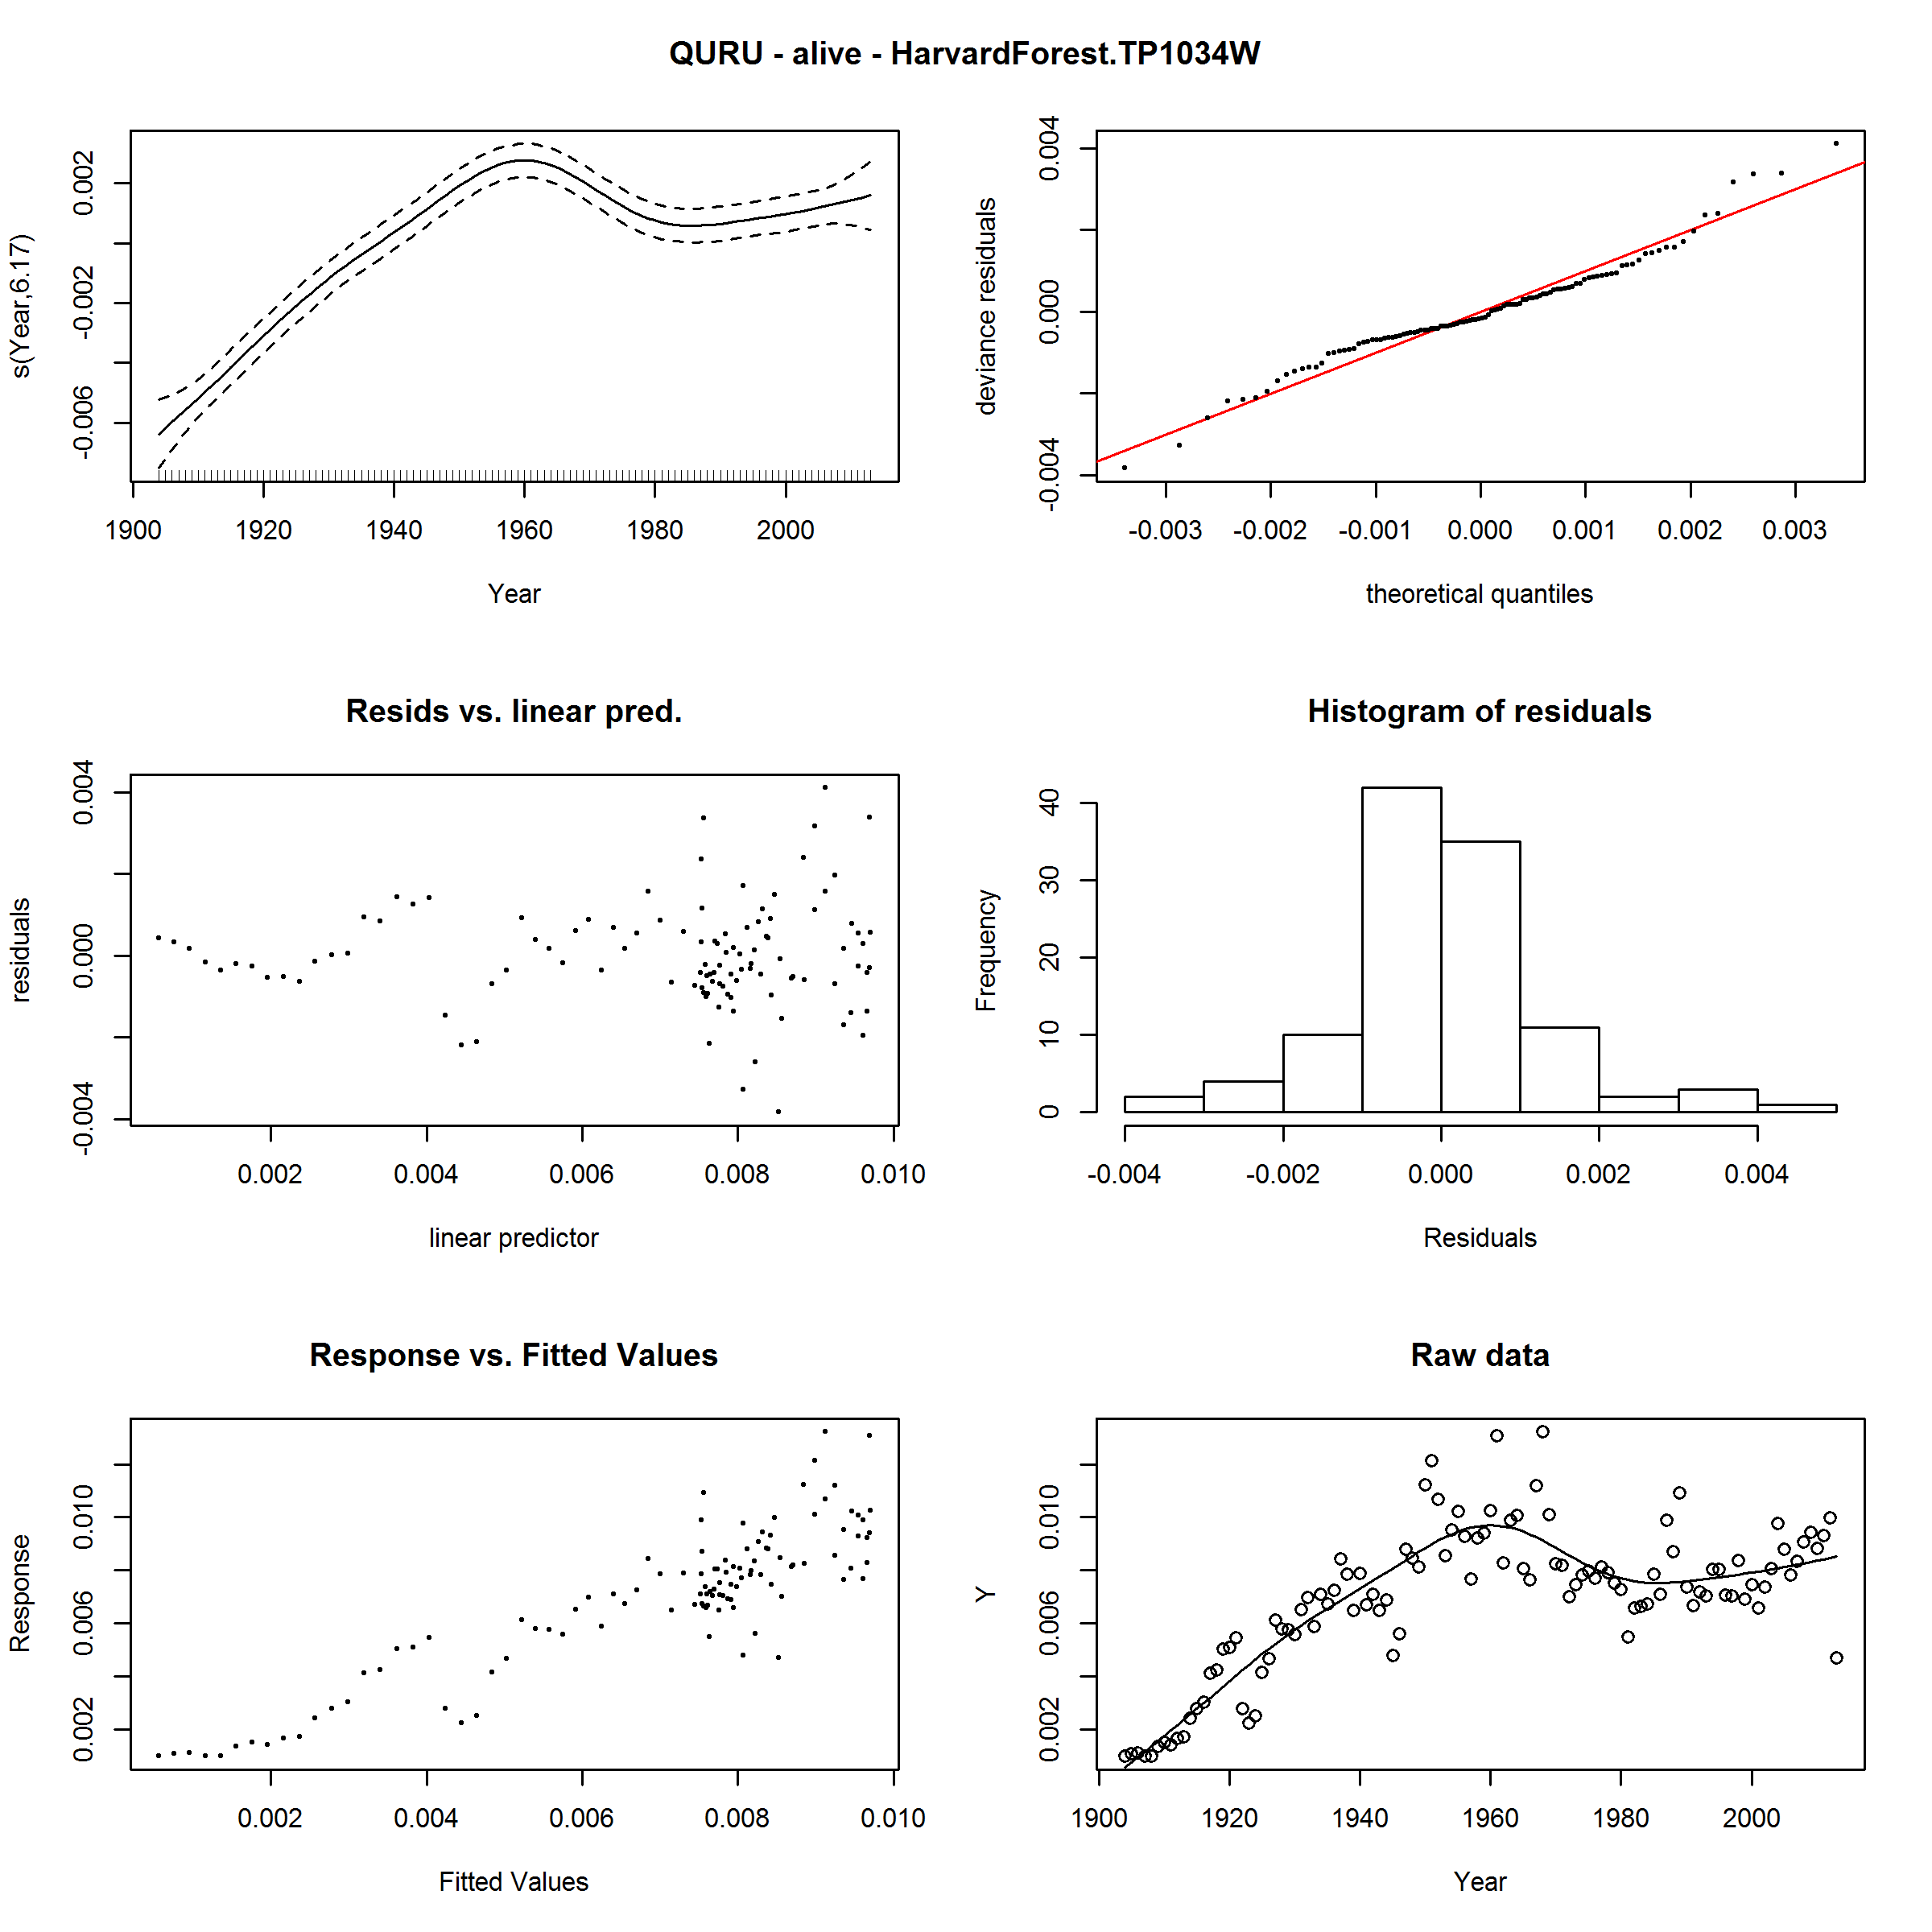 QURU - alive - HarvardForest.TP1034W
s(Year,6.17)
-0.006 -0.002 0.002
1900 1920 1940 1960 1980 2000
Year
deviance residuals
-0.004 0.000 0.004
-0.003 -0.002 -0.001 0.000 0.001 0.002 0.003
theoretical quantiles
Resids vs. linear pred.
residuals
-0.004 0.000 0.004
0.002 0.004 0.006 0.008 0.010
linear predictor
Histogram of residuals
Frequency
0 10 20 30 40
-0.004 -0.002 0.000 0.002 0.004
Residuals
Response vs. Fitted Values
Response
0.002 0.006 0.010
0.002 0.004 0.006 0.008 0.010
Fitted Values
Raw data
Y
0.002 0.006 0.010
1900 1920 1940 1960 1980 2000
Year